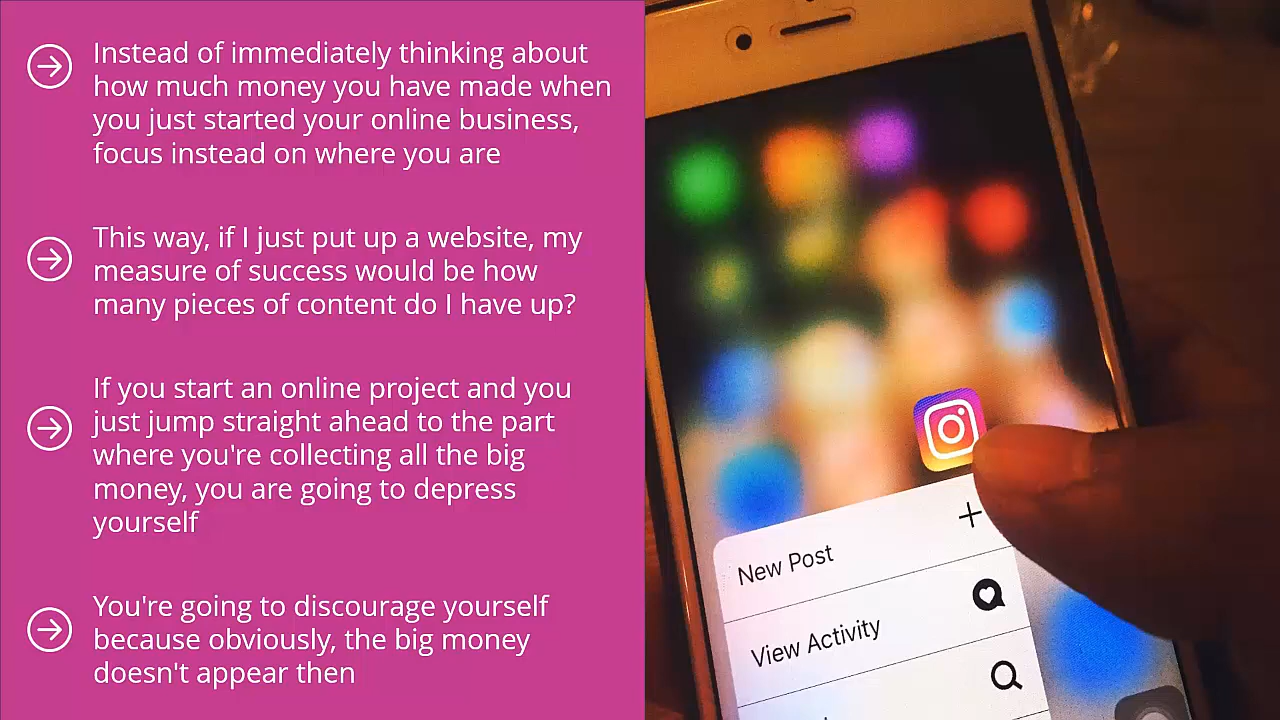 Instead of immediately thinking about
how much money you have made when
you just started your online business,
focus instead on where you are
This way, if I just put up a website, my
measure of success would be how
many pieces of content do I have up?
If you start an online project and you
just jump straight ahead to the part
where you're collecting all the big
money, you are going to depress
yourself
You're going to discourage yourself
because obviously, the big money
doesn't appear then
New Post
View Activity